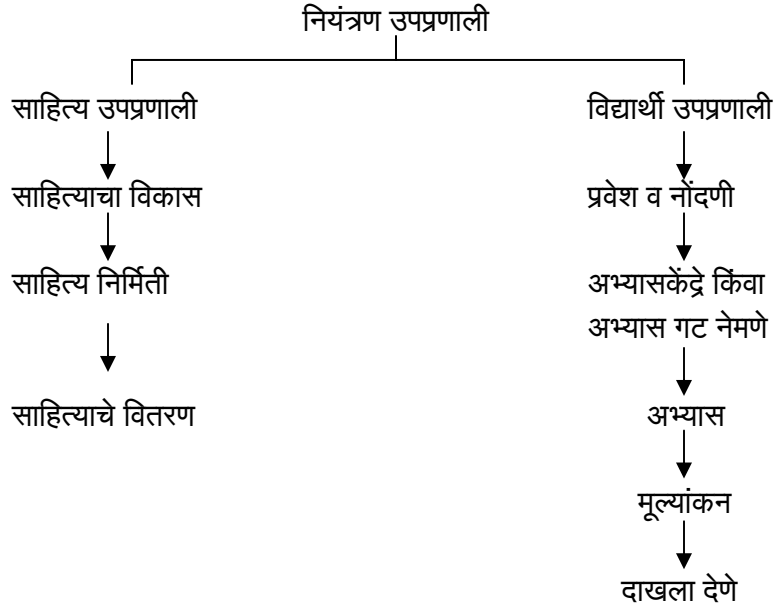 नियंत्रण उपप्रणाली
साहित्य उपप्रणाली
साहित्याचा विकास
साहित्य निर्मिती
साहित्याचे वितरण
विद्यार्थी उपप्रणाली
प्रवेश व नोंदणी
अभ्यासकेंद्रे किंवा
अभ्यास गट नेमणे
अभ्यास
मूल्यांकन
दाखला देणे